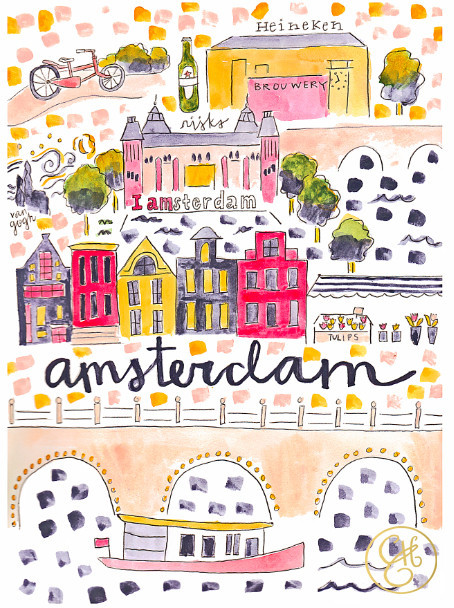 Heineken
BROUWERY
rijks
van
gogh
I amsterdam
TULIPS
amsterdam